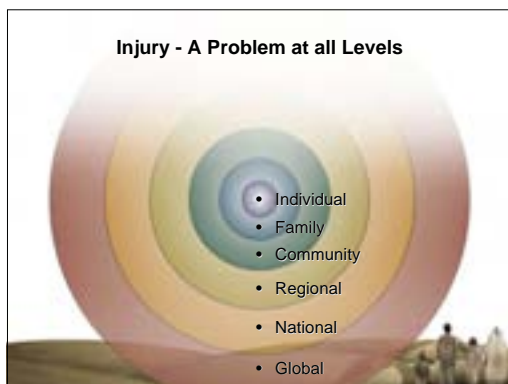 Injury - A Problem at all Levels
• Individual
• Family
• Community
• Regional
• National
• Global